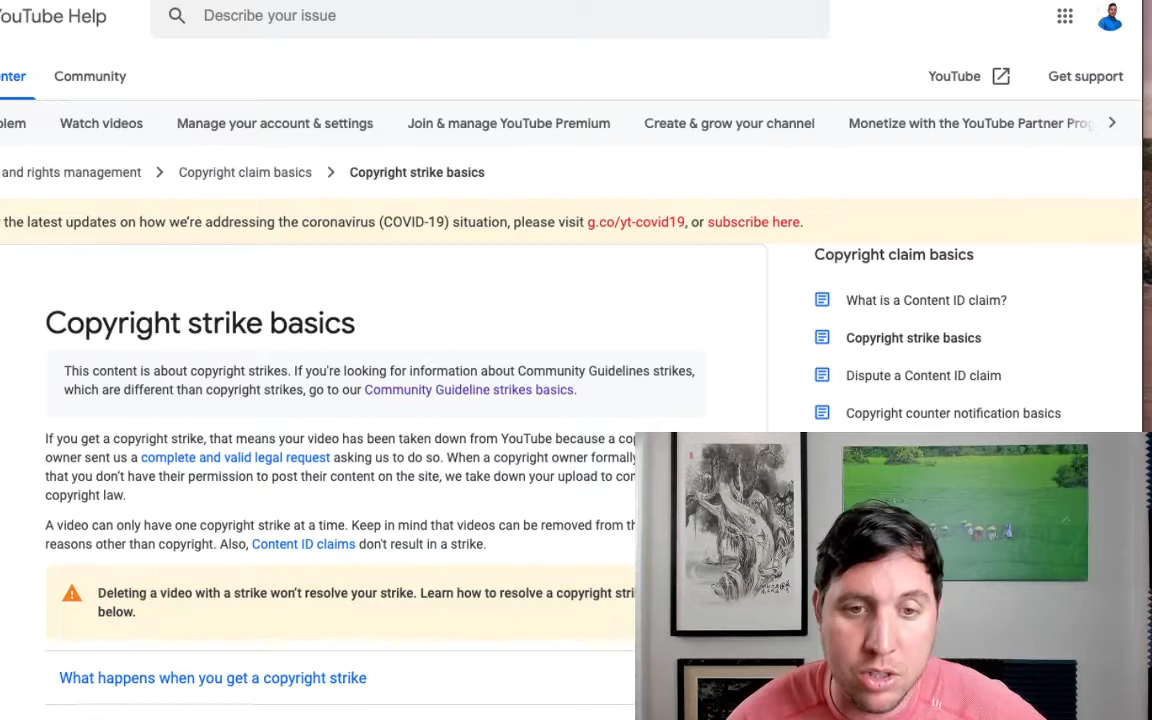 YouTube Help
Describe your issue
Community
YouTube
Get support
Watch videos
Manage your account & settings
Join & manage YouTube Premium
Create & grow your channel
Monetize with the YouTube Partner
and rights management
Copyright claim basics
Copyright strike basics
the latest updates on how we're addressing the coronavirus (COVID-19) situation, please visit g.co/yt-covid19, or subscribe here.
Copyright strike basics
This content is about copyright strikes. If you're looking for information about Community Guidelines strikes,
which are different than copyright strikes, go to our Community Guideline strikes basics.
If you get a copyright strike, that means your video has been taken down from YouTube because a
owner sent us a complete and valid legal request asking us to do so. When a copyright owner formally
that you don't have their permission to post their content on the site, we take down your upload to
copyright law.
A video can only have one copyright strike at a time. Keep in mind that videos can be removed from
reasons other than copyright. Also, Content ID claims don't result in a strike.
Deleting a video with a strike won't resolve your strike. Learn how to resolve a copyright
below.
What happens when you get a copyright strike
Copyright claim basics
What is a Content ID claim?
Copyright strike basics
Dispute a Content ID claim
Copyright counter notification basics